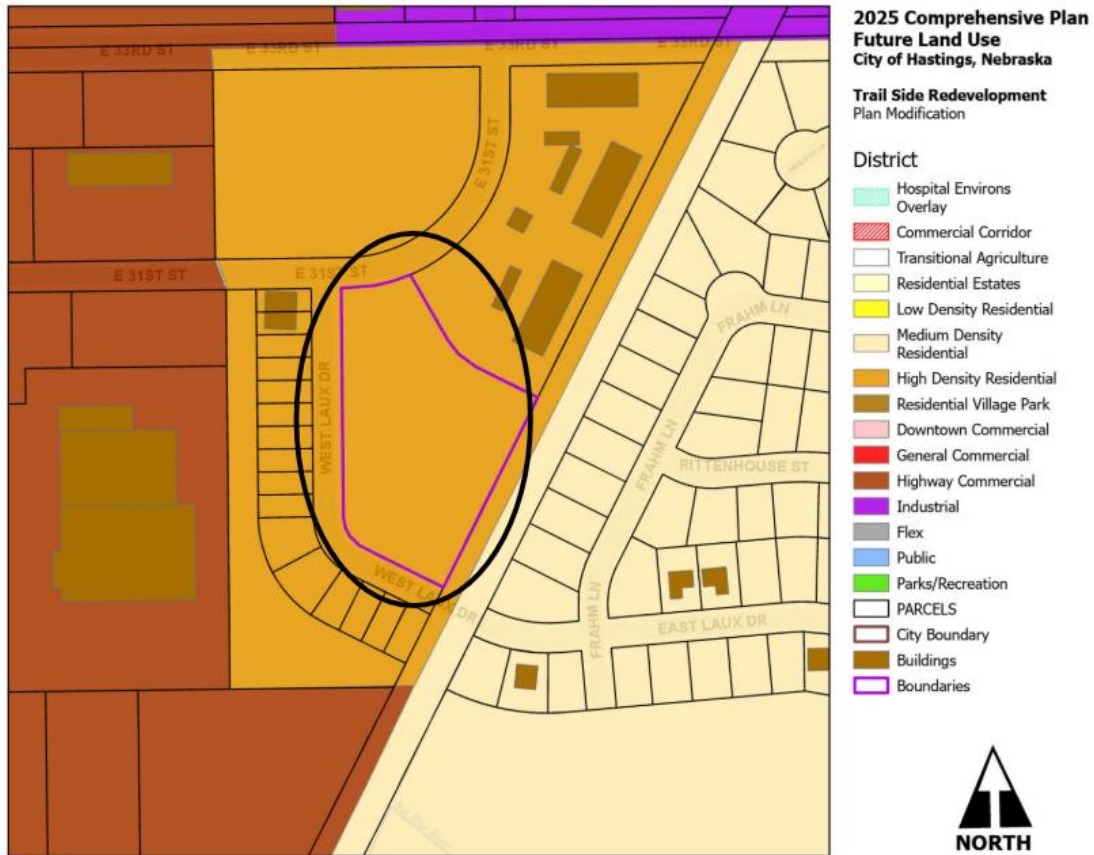 2025 Comprehensive Plan
Future Land Use
City of Hastings, Nebraska
Trail Side Redevelopment
Plan Modification
District
Hospital Environs
Overlay
Commercial Corridor
Transitional Agriculture
Residential Estates
Low Density Residential
Medium Density
Residential
High Density Residential
Residential Village Park
Downtown Commercial
General Commercial
Highway Commercial
Industrial
Flex
Public
Parks/Recreation
PARCELS
City Boundary
Buildings
Boundaries
NORTH
E 33RD ST
E 33RD ST
E 33RD ST
E 33RD ST
E 31ST ST
E 31ST ST
E 31ST ST
WEST LAUX DR
WEST LAUX DR
FRAHM LN
FRAHM LN
FRAHM LN
RITTENHOUSE ST
EAST LAUX DR